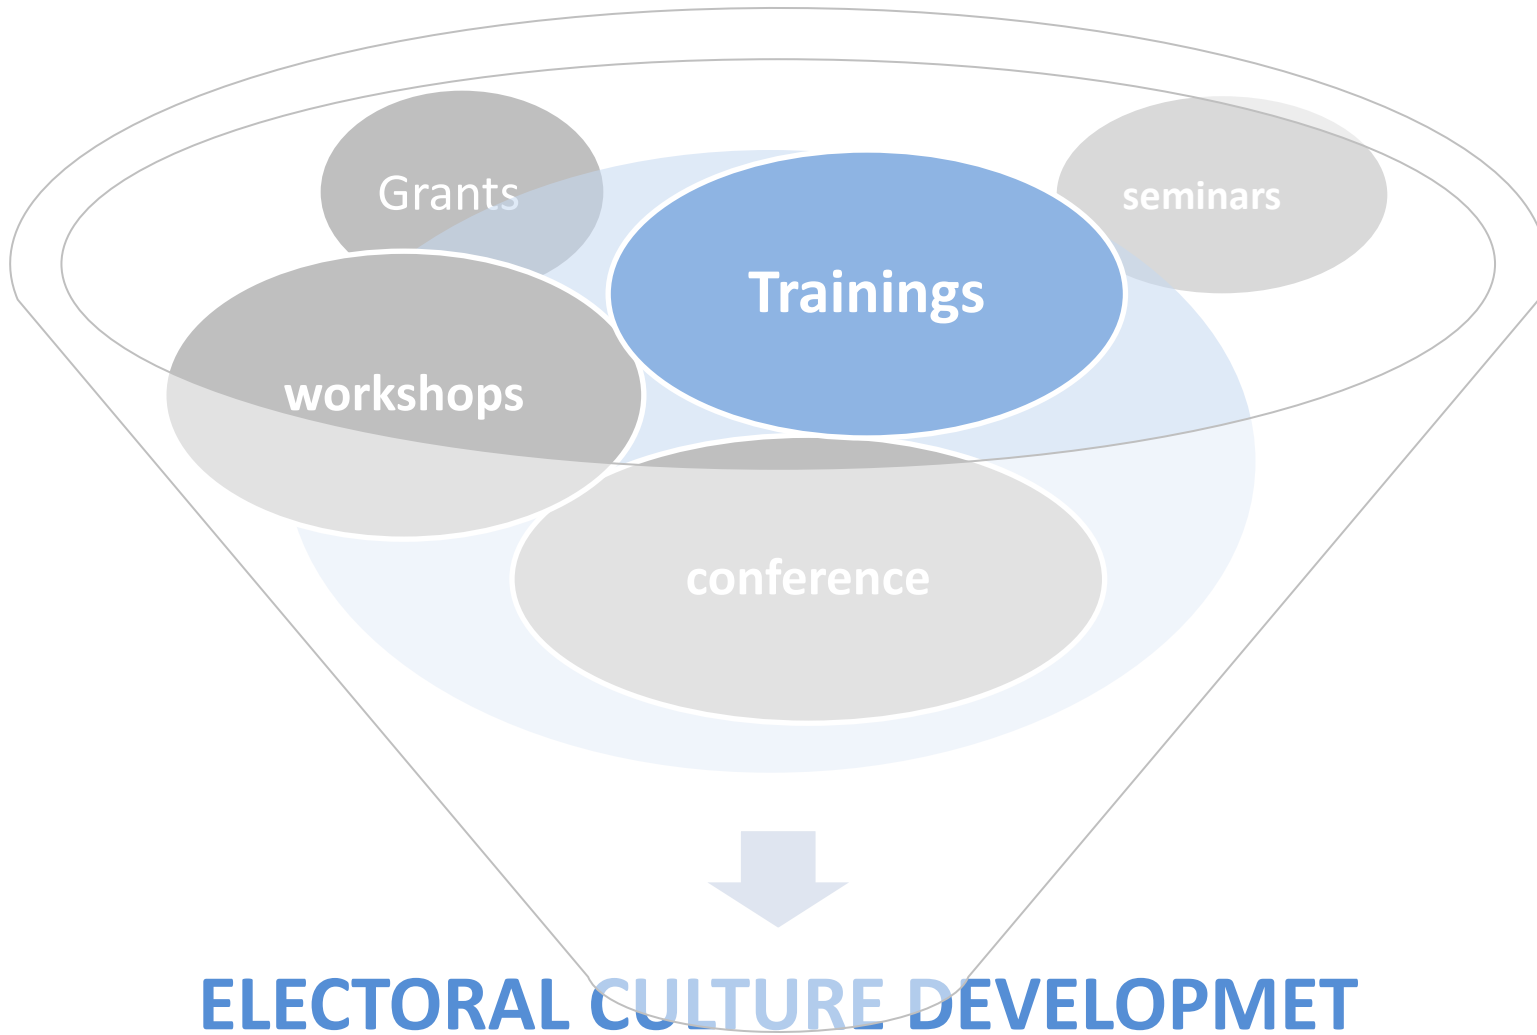 Grants
seminars
Trainings
workshops
conference
ELECTORAL CULTURE DEVELOPMET